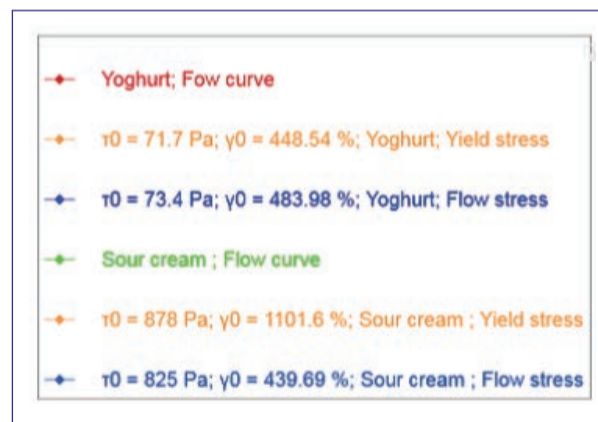 Yoghurt; Fow curve
τ0 = 71.7 Pa; γ0 = 448.54 %; Yoghurt; Yield stress
τ0 = 73.4 Pa; γ0 = 483.98 %; Yoghurt; Flow stress
Sour cream ; Flow curve
τ0 = 878 Pa; γ0 = 1101.6 %; Sour cream ; Yield stress
τ0 = 825 Pa; γ0 = 439.69 %; Sour cream ; Flow stress